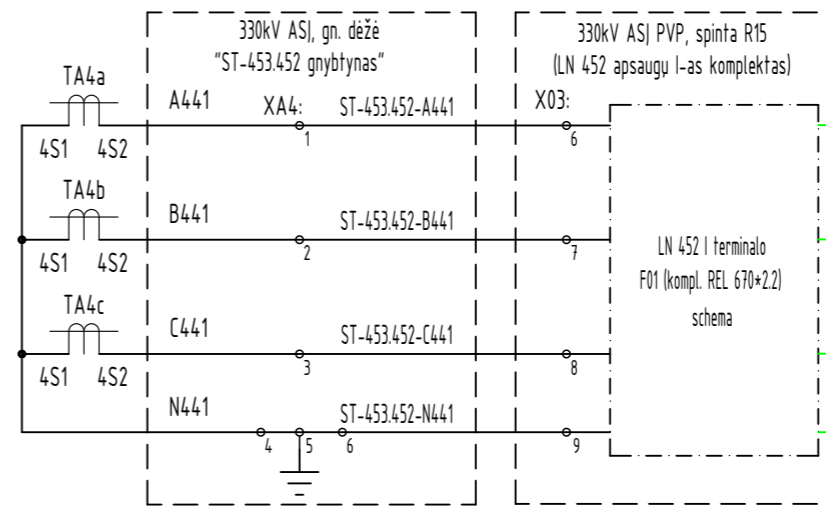 330kV ASĮ, gn. dėžė
"ST-453.452 gnybtynas"
330kV ASĮ PVP, spinta R15
(LN 452 apsaugų I-as komplektas)
TA4a
A441
XA4:
ST-453.452-A441
X03:
4S1 4S2
1
6
TA4b
B441
ST-453.452-B441
4S1 4S2
2
7
LN 452 I terminalo
F01 (kompl. REL 670*2.2)
schema
TA4c
C441
ST-453.452-C441
4S1 4S2
3
8
N441
ST-453.452-N441
4 5 6
9